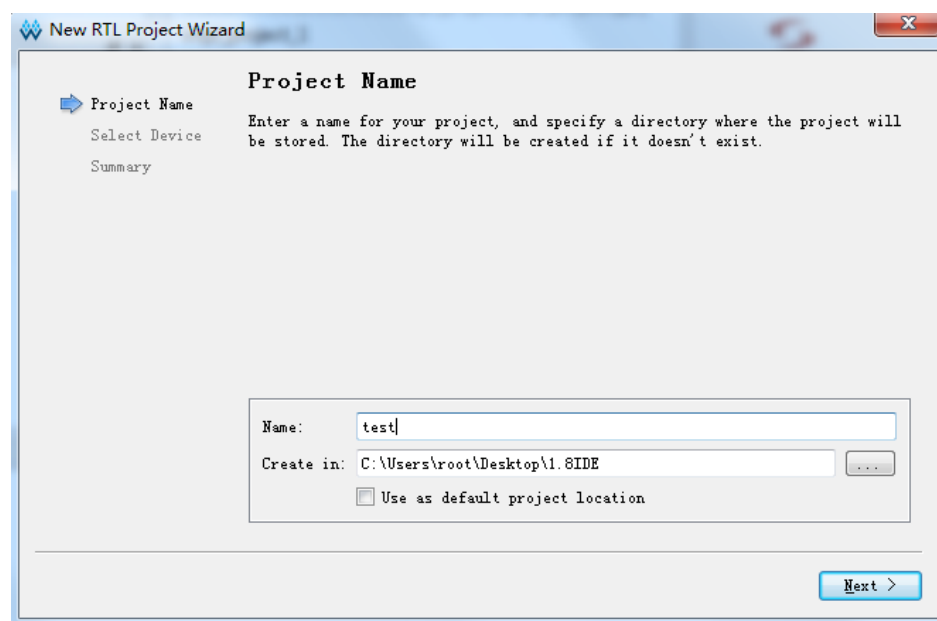 New RTL Project Wizard
Project Name
Project Name
Enter a name for your project, and specify a directory where the project will
be stored. The directory will be created if it doesn't exist.
Select Device
Summary
Name: test
Create in: C:\Users\root\Desktop\1.8IDE ...
Use as default project location
Next >